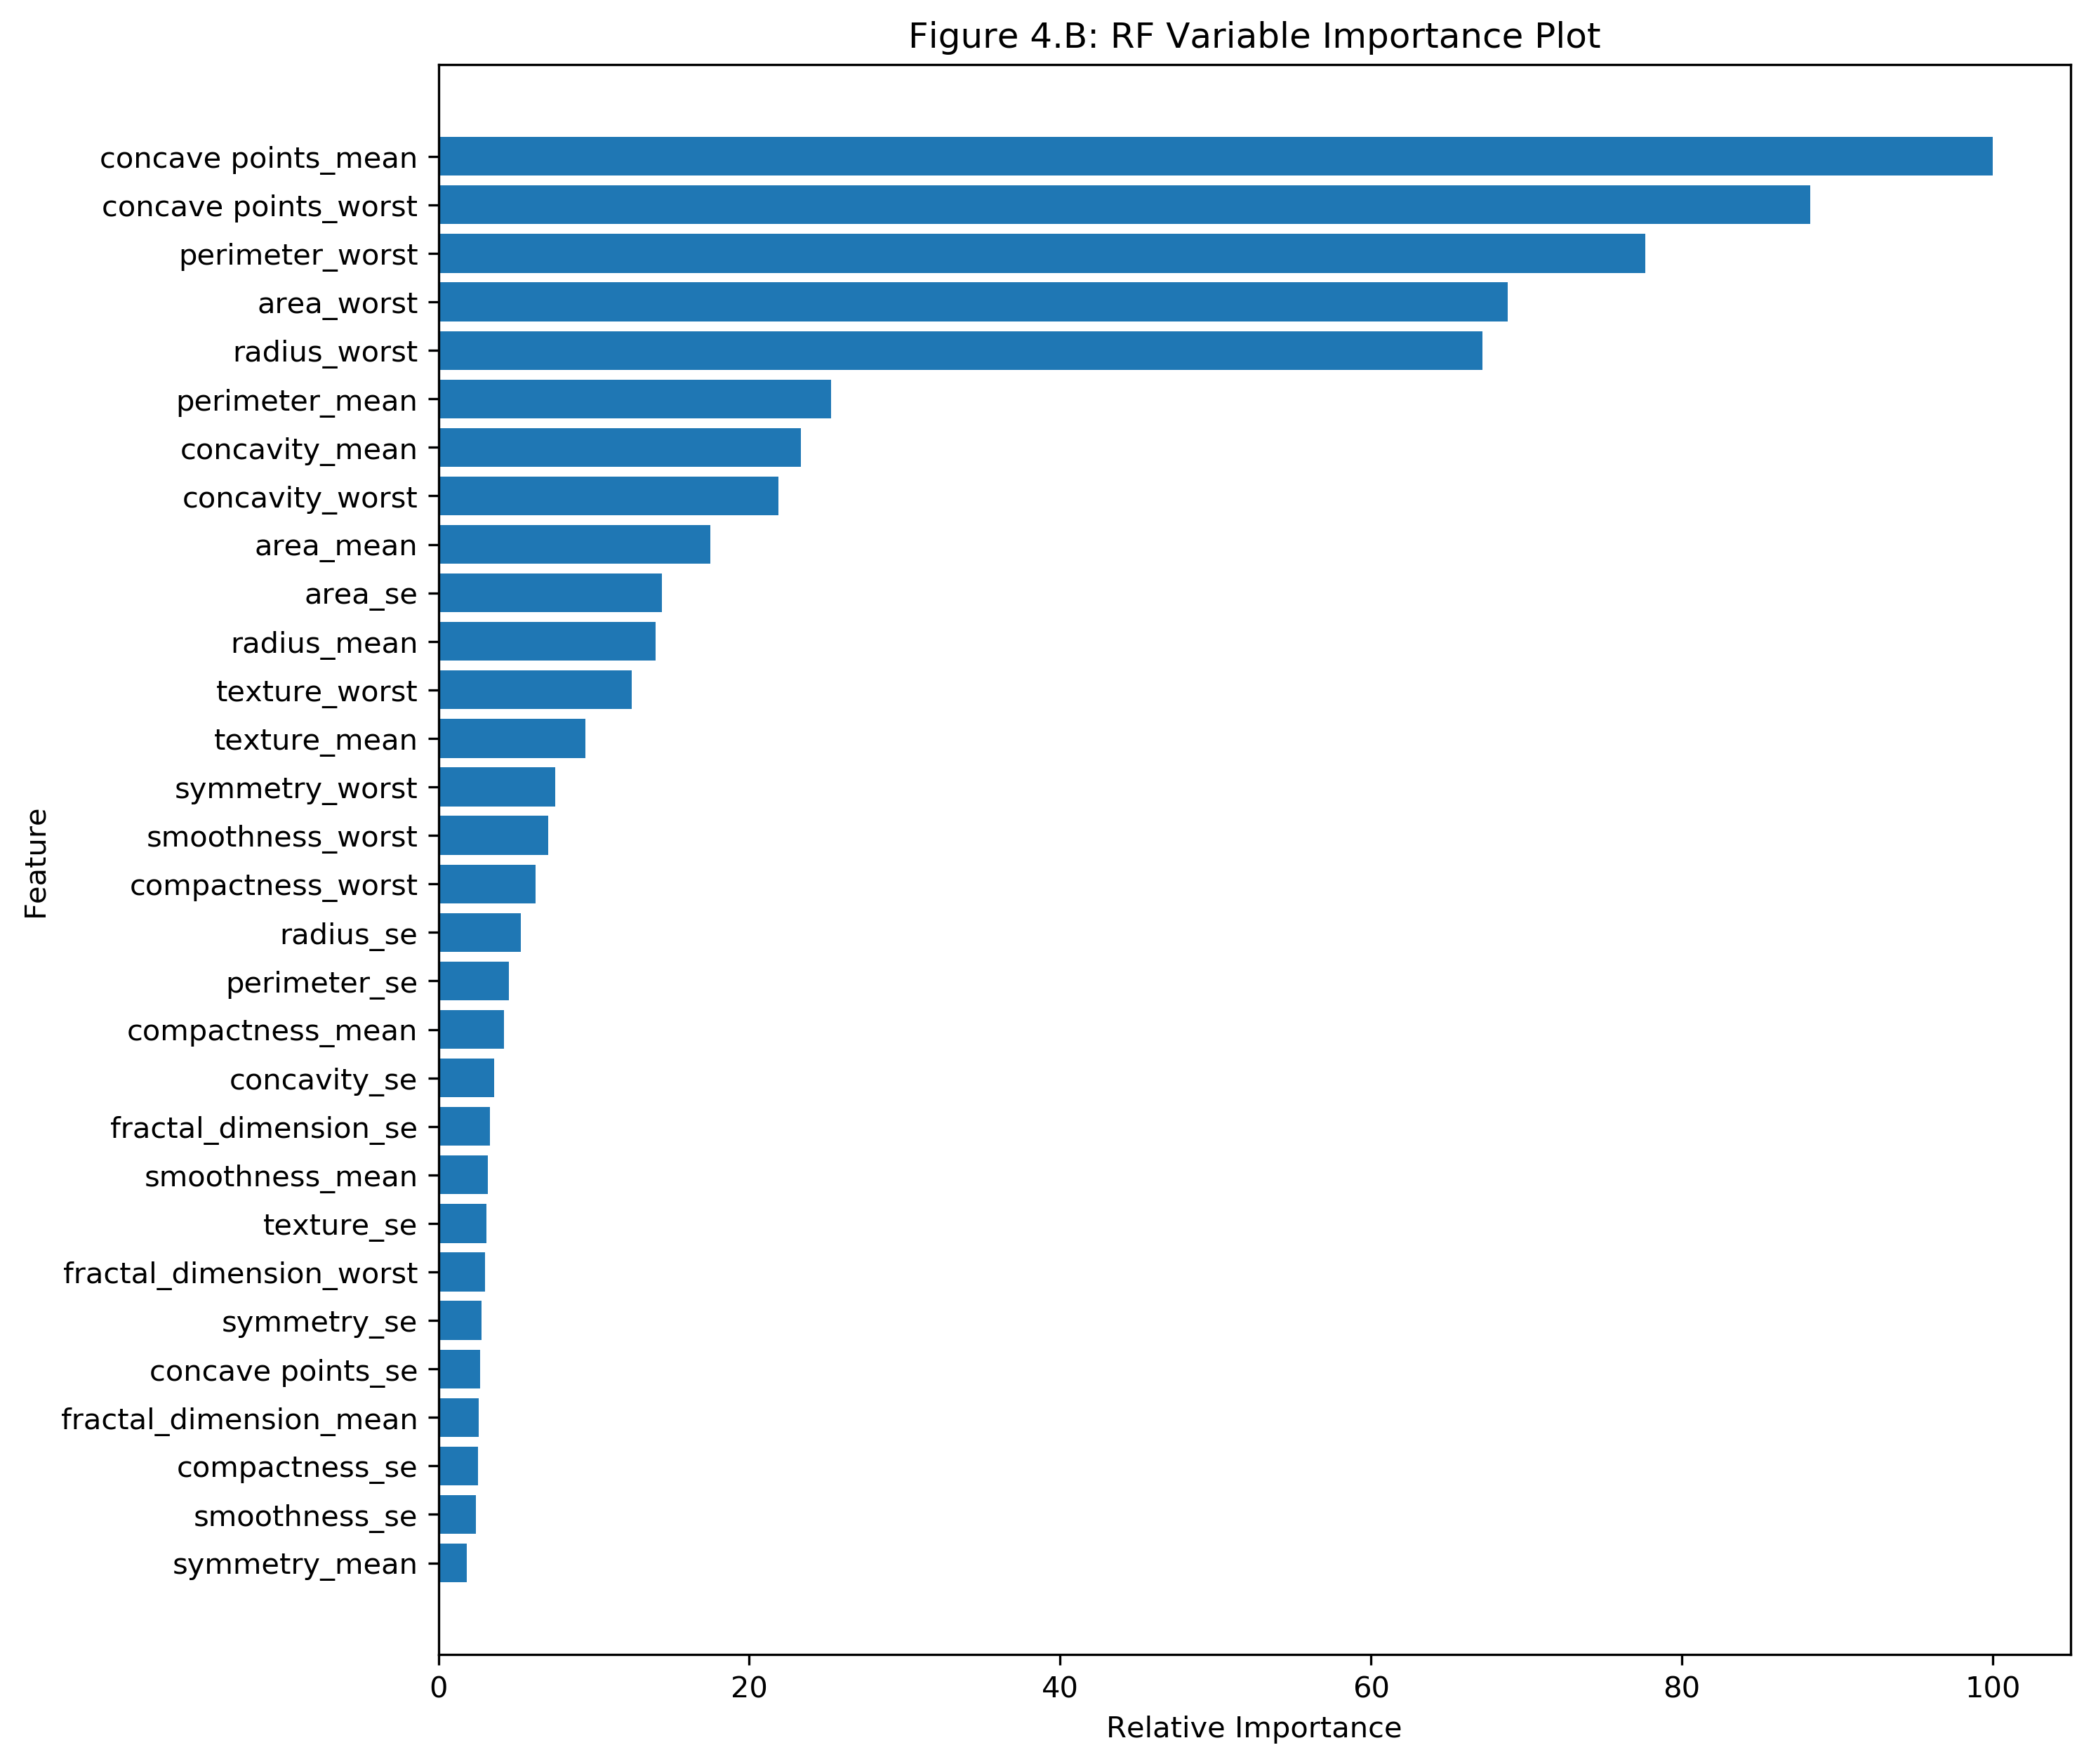 Figure 4.B: RF Variable Importance Plot
concave points_mean
concave points_worst
perimeter_worst
area_worst
radius_worst
perimeter_mean
concavity_mean
concavity_worst
area_mean
area_se
radius_mean
texture_worst
texture_mean
symmetry_worst
smoothness_worst
compactness_worst
radius_se
perimeter_se
compactness_mean
concavity_se
fractal_dimension_se
smoothness_mean
texture_se
fractal_dimension_worst
symmetry_se
concave points_se
fractal_dimension_mean
compactness_se
smoothness_se
symmetry_mean
Feature
0 20 40 60 80 100
Relative Importance